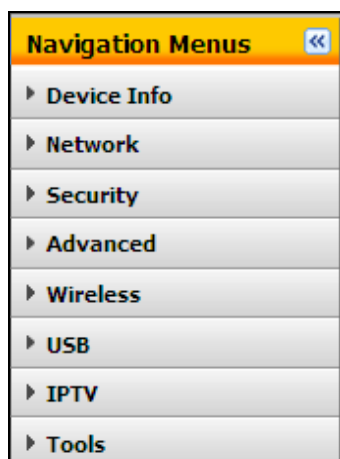 Navigation Menus
Device Info
Network
Security
Advanced
Wireless
USB
IPTV
Tools